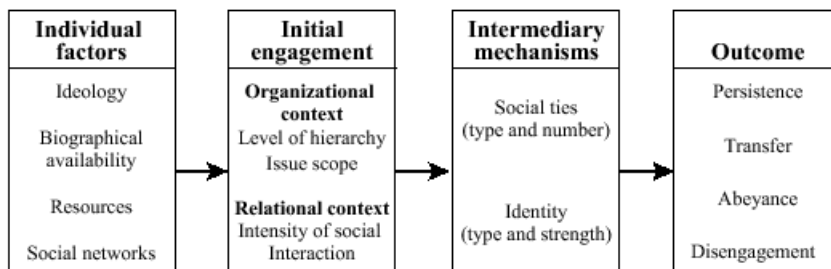 Individual
factors
Ideology
Biographical
availability
Resources
Social networks
Initial
engagement
Organizational
context
Level of hierarchy
Issue scope
Relational context
Intensity of social
Interaction
Intermediary
mechanisms
Social ties
(type and number)
Identity
(type and strength)
Outcome
Persistence
Transfer
Abeyance
Disengagement